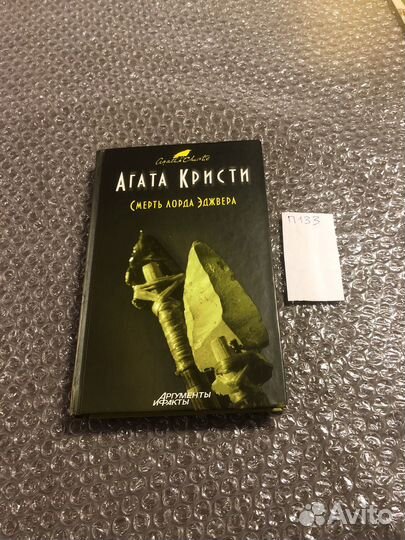 Agatha Christie
АГАТА КРИСТИ
СМЕРТЬ ЛОРДА ЭДЖВЕРА
П133
АРГУМЕНТЫ
И ФАКТЫ
Avito